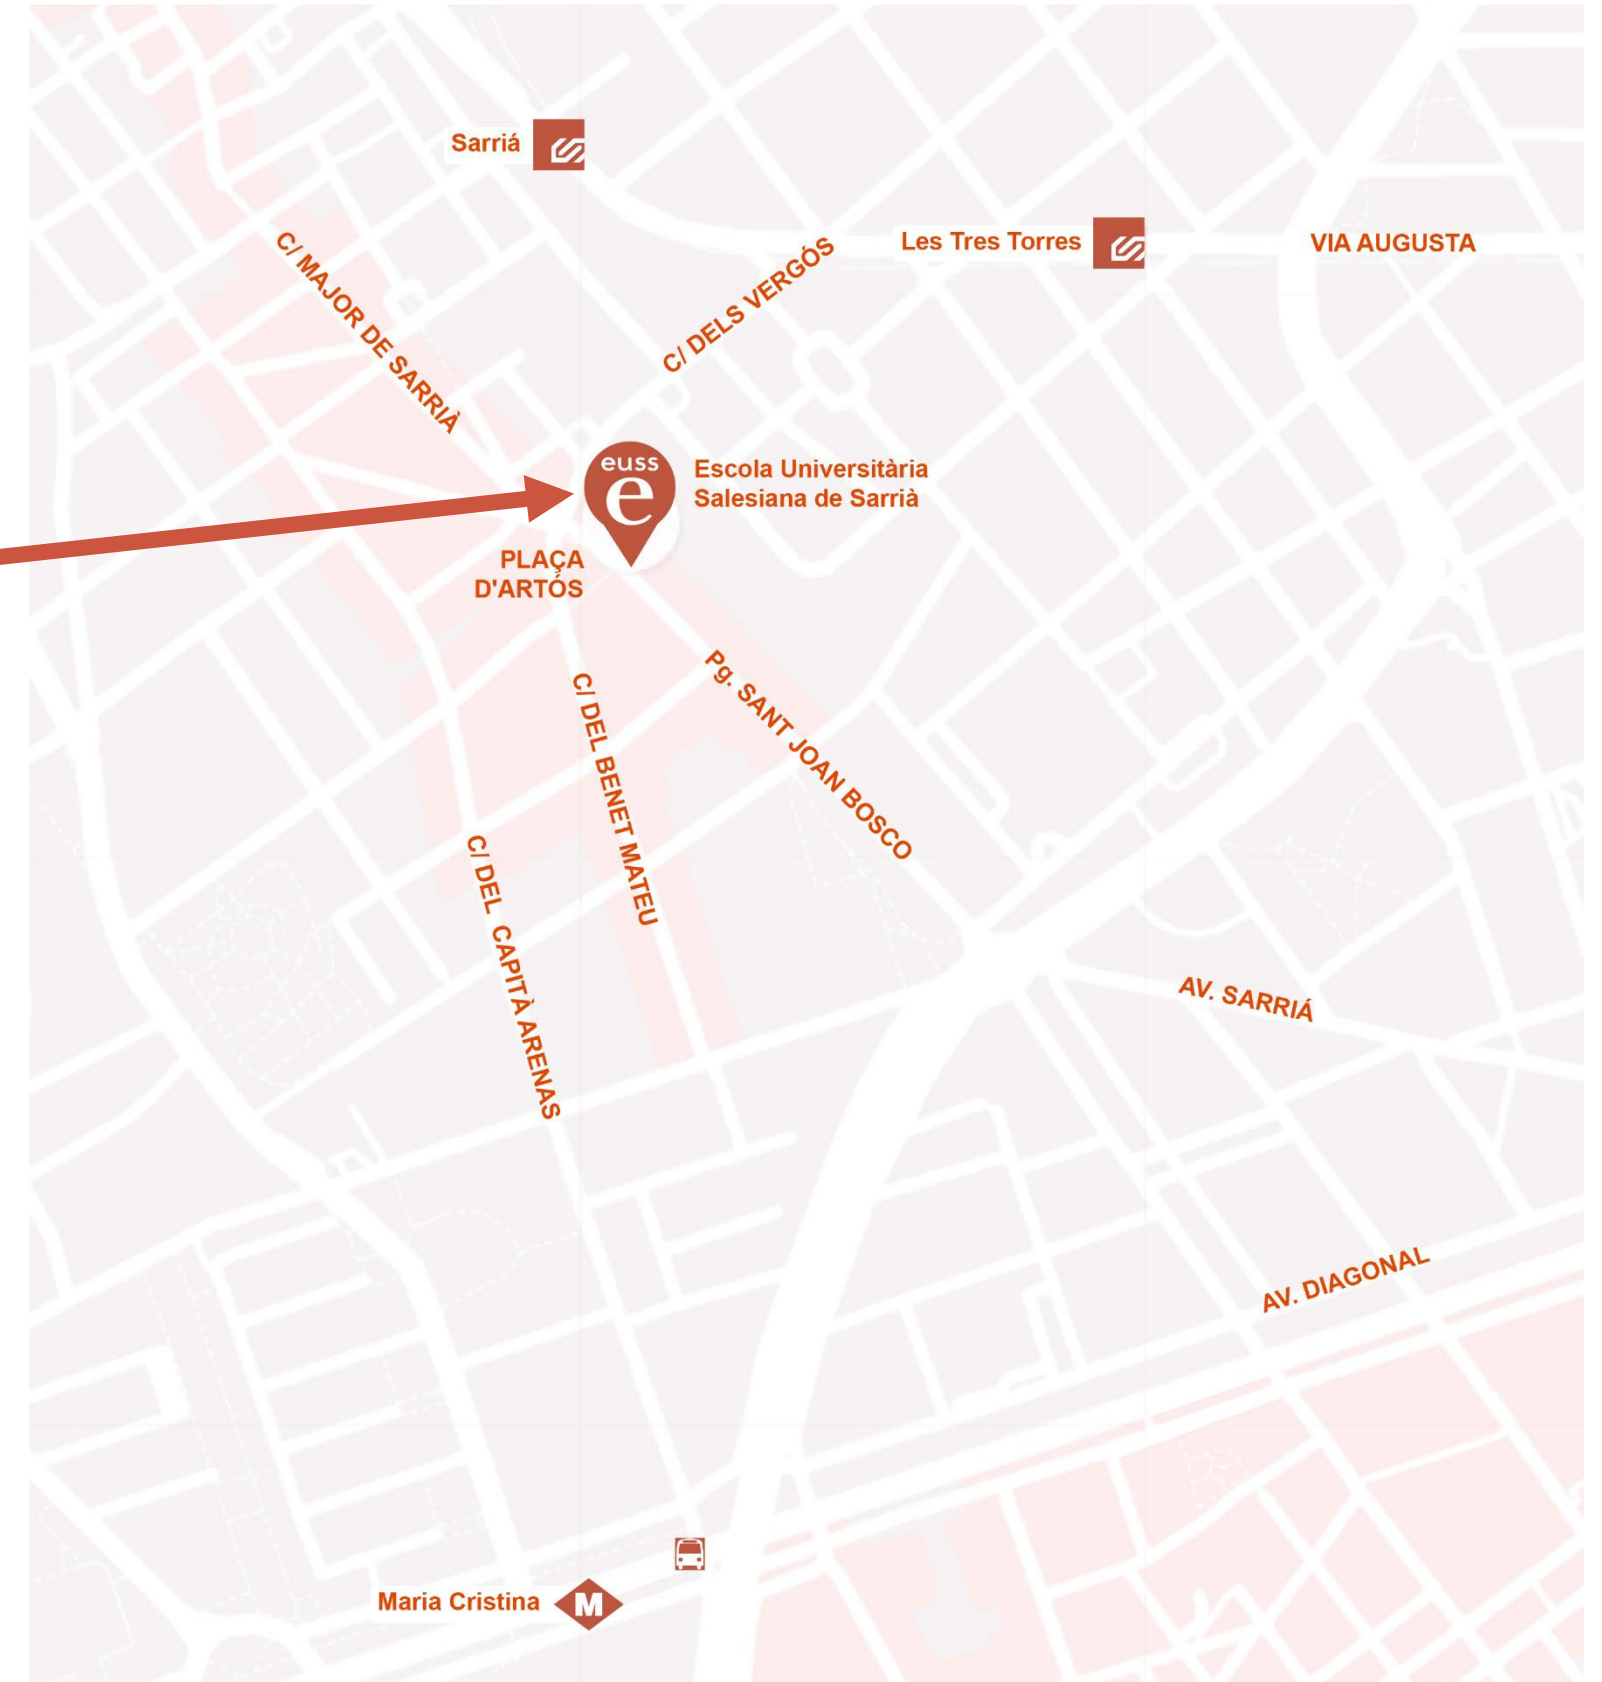 Sarriá
Les Tres Torres
VIA AUGUSTA
C/ MAJOR DE SARRIÀ
C/ DELS VERGÓS
euss
e
Escola Universitària
Salesiana de Sarrià
PLAÇA
D'ARTÓS
Pg. SANT JOAN BOSCO
C/ DEL BENET MATEU
C/ DEL CAPITÀ ARENAS
AV. SARRIÁ
AV. DIAGONAL
Maria Cristina
M